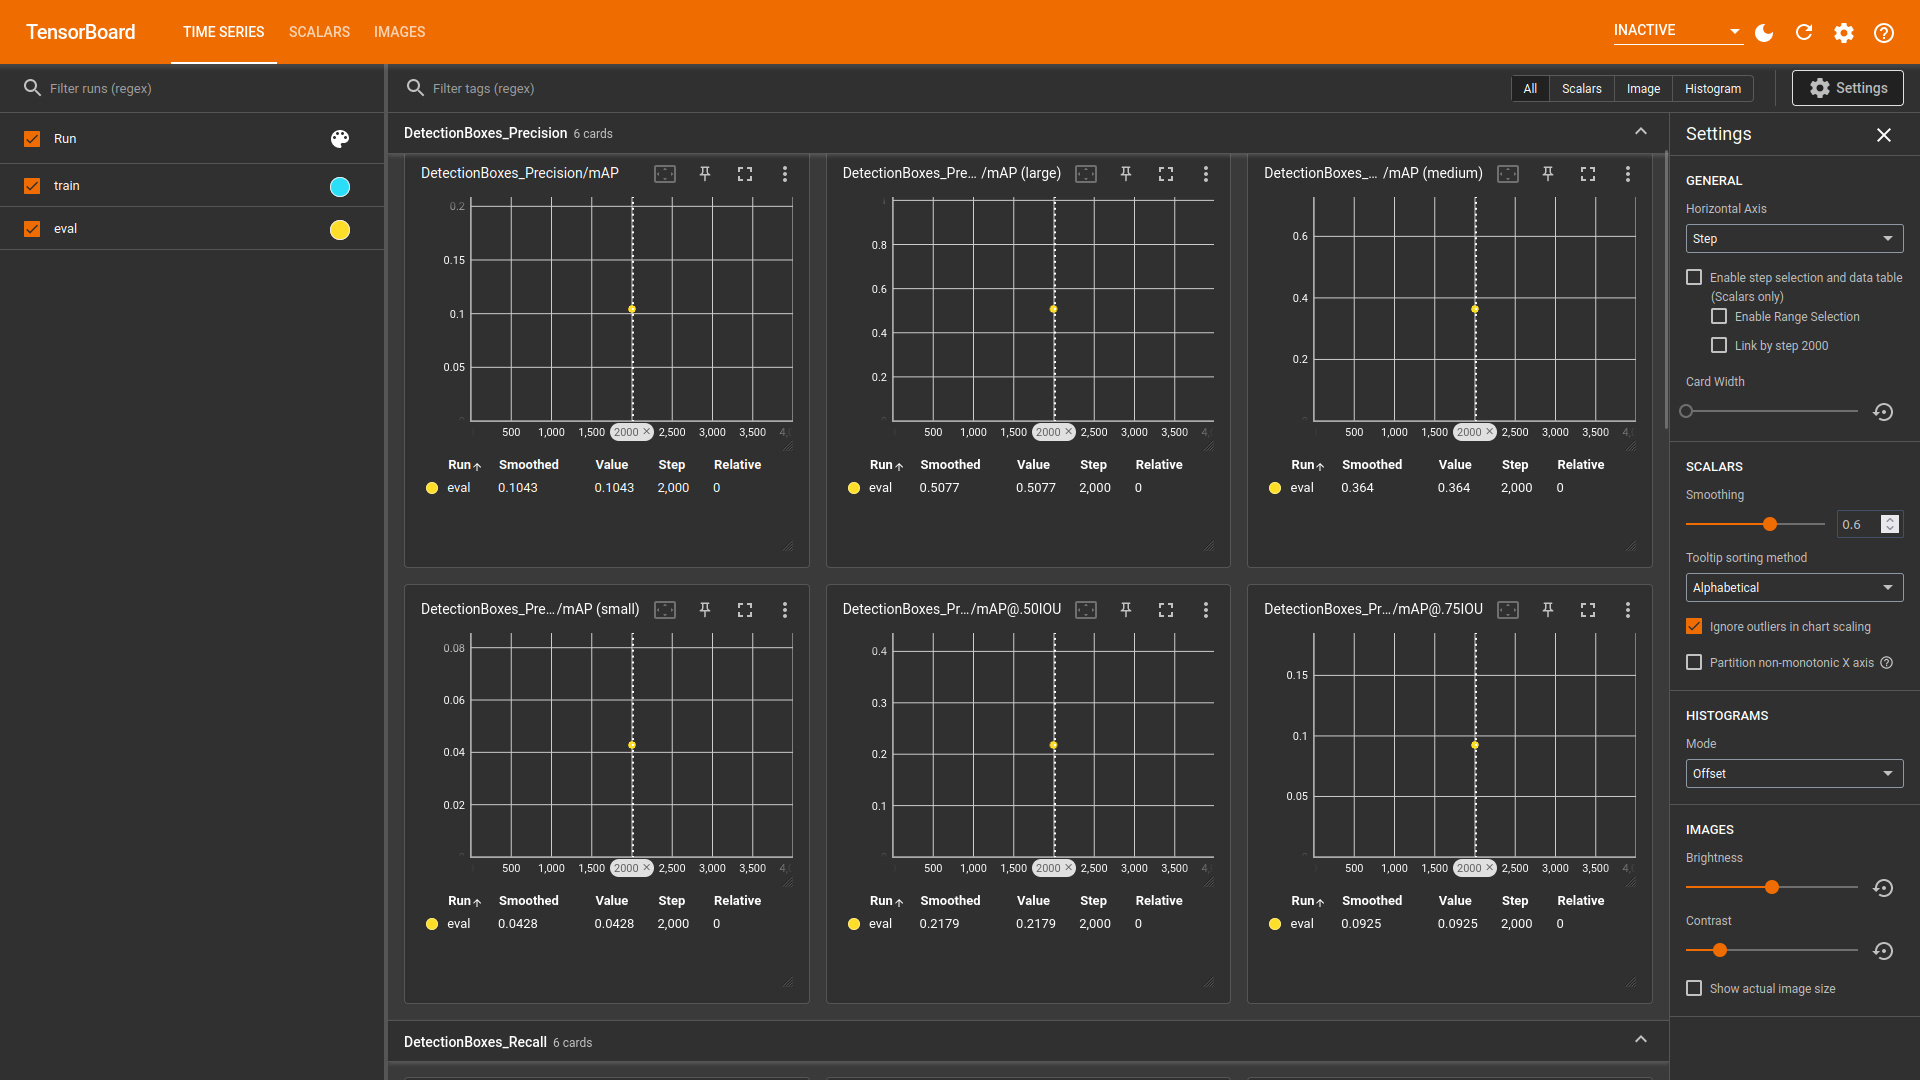 TensorBoard
TIME SERIES
SCALARS
IMAGES
INACTIVE
Filter runs (regex)
Run
train
eval
Filter tags (regex)
All
Scalars
Image
Histogram
Settings
DetectionBoxes_Precision 6 cards
DetectionBoxes_Precision/mAP
0.2
0.15
0.1
0.05
500 1,000 1,500 2000 2,500 3,000 3,500
Run Smoothed Value Step Relative
eval 0.1043 0.1043 2,000 0
DetectionBoxes_Pre... /mAP (large)
0.8
0.6
0.4
0.2
500 1,000 1,500 2000 2,500 3,000 3,500
Run Smoothed Value Step Relative
eval 0.5077 0.5077 2,000 0
DetectionBoxes_... /mAP (medium)
0.6
0.4
0.2
500 1,000 1,500 2000 2,500 3,000 3,500
Run Smoothed Value Step Relative
eval 0.364 0.364 2,000 0
DetectionBoxes_Pre.../mAP (small)
0.08
0.06
0.04
0.02
500 1,000 1,500 2000 2,500 3,000 3,500
Run Smoothed Value Step Relative
eval 0.0428 0.0428 2,000 0
DetectionBoxes_Pr.../mAP@.50IOU
0.4
0.3
0.2
0.1
500 1,000 1,500 2000 2,500 3,000 3,500
Run Smoothed Value Step Relative
eval 0.2179 0.2179 2,000 0
DetectionBoxes_Pr.../mAP@.75IOU
0.15
0.1
0.05
500 1,000 1,500 2000 2,500 3,000 3,500
Run Smoothed Value Step Relative
eval 0.0925 0.0925 2,000 0
DetectionBoxes_Recall 6 cards
Settings
GENERAL
Horizontal Axis
Step
Enable step selection and data table
(Scalars only)
Enable Range Selection
Link by step 2000
Card Width
SCALARS
Smoothing
0.6
Tooltip sorting method
Alphabetical
Ignore outliers in chart scaling
Partition non-monotonic X axis
HISTOGRAMS
Mode
Offset
IMAGES
Brightness
Contrast
Show actual image size